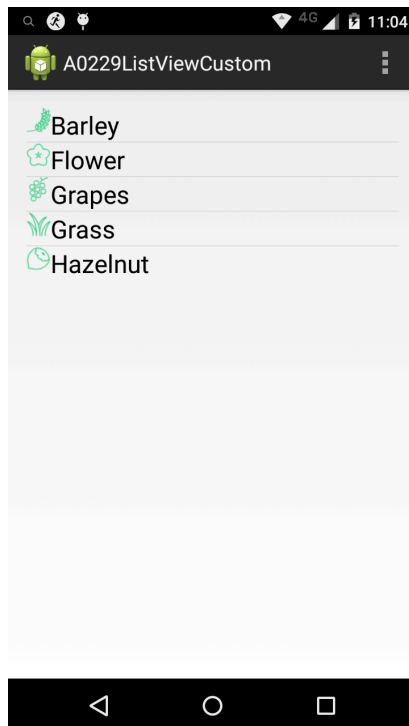 4G 11:04
A0229ListViewCustom
Barley
Flower
Grapes
Grass
Hazelnut